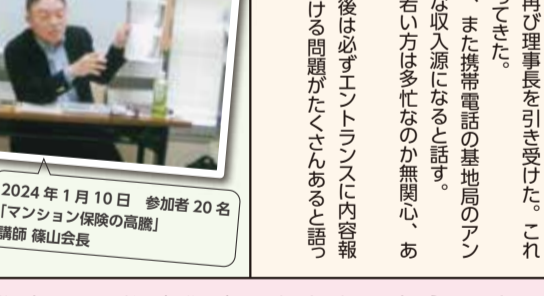 再び理事長を引き受けた。これ
ってきた。
、また携帯電話の基地局のアン
な収入源になると話す。
若い方は多忙なのか無関心、あ
後は必ずエントランスに内容報
ける問題がたくさんあると語っ
2024年1月10日 参加者20名
「マンション保険の高騰」
講師 篠山会長